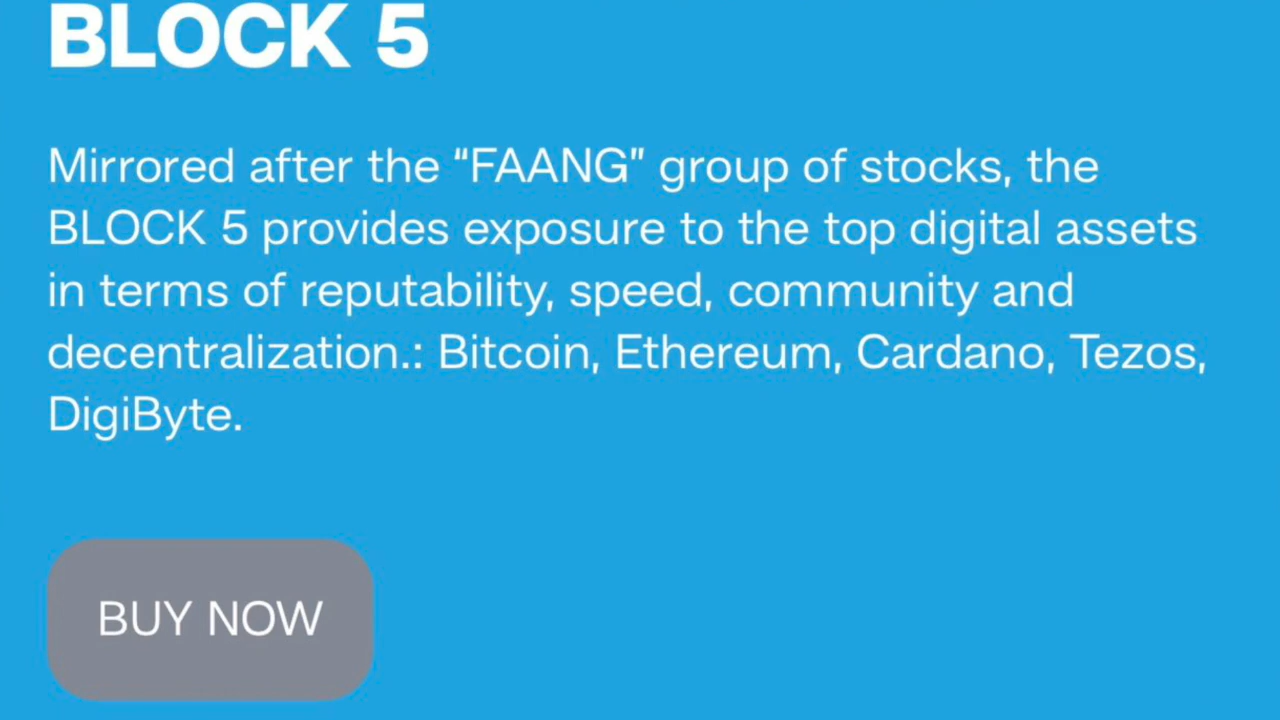 BLOCK 5
Mirrored after the “FAANG” group of stocks, the
BLOCK 5 provides exposure to the top digital assets
in terms of reputability, speed, community and
decentralization.: Bitcoin, Ethereum, Cardano, Tezos,
DigiByte.
BUY NOW